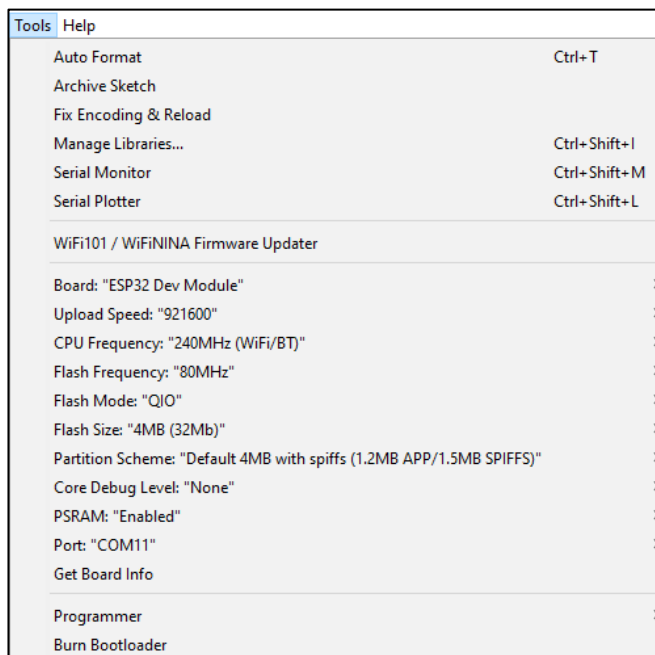 Tools Help
Auto Format Ctrl+T
Archive Sketch
Fix Encoding & Reload
Manage Libraries... Ctrl+Shift+I
Serial Monitor Ctrl+Shift+M
Serial Plotter Ctrl+Shift+L
WiFi101 / WiFiNINA Firmware Updater
Board: "ESP32 Dev Module"
Upload Speed: "921600"
CPU Frequency: "240MHz (WiFi/BT)"
Flash Frequency: "80MHz"
Flash Mode: "QIO"
Flash Size: "4MB (32Mb)"
Partition Scheme: "Default 4MB with spiffs (1.2MB APP/1.5MB SPIFFS)"
Core Debug Level: "None"
PSRAM: "Enabled"
Port: "COM11"
Get Board Info
Programmer
Burn Bootloader